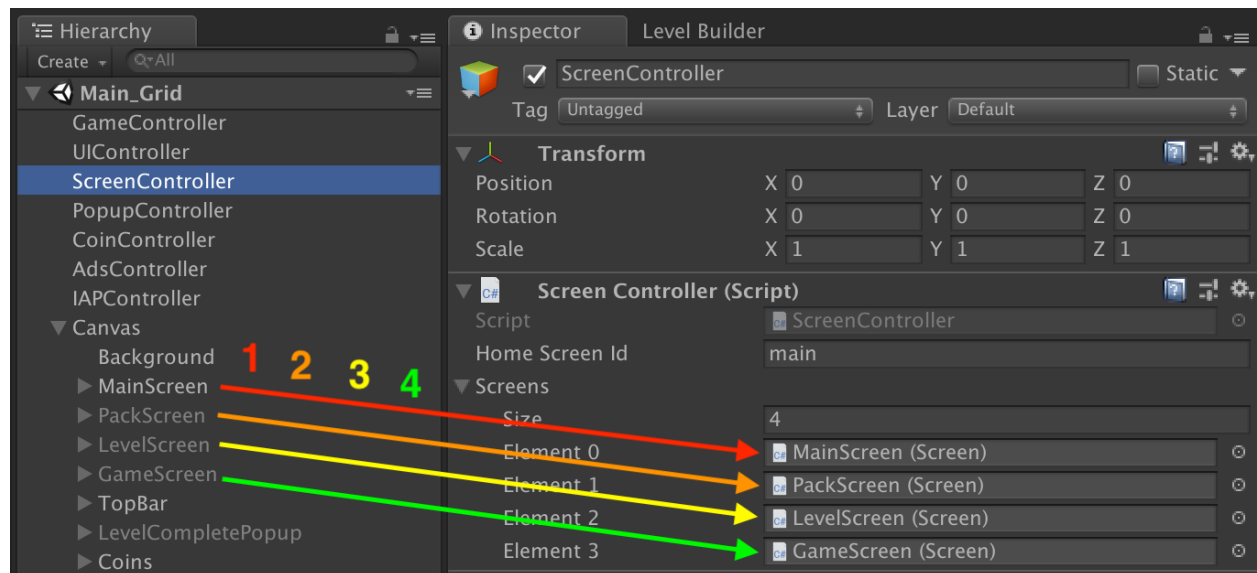 Hierarchy
Create
All
Main_Grid
GameController
UIController
ScreenController
PopupController
CoinController
AdsController
IAPController
Canvas
Background
1 2 3 4
MainScreen
PackScreen
LevelScreen
GameScreen
TopBar
LevelCompletePopup
Coins
Inspector Level Builder
ScreenController Static
Tag Untagged Layer Default
Transform
Position X 0 Y 0 Z 0
Rotation X 0 Y 0 Z 0
Scale X 1 Y 1 Z 1
C# Screen Controller (Script)
Script C# ScreenController
Home Screen Id main
Screens
Size 4
Element 0 C# MainScreen (Screen)
Element 1 C# PackScreen (Screen)
Element 2 C# LevelScreen (Screen)
Element 3 C# GameScreen (Screen)